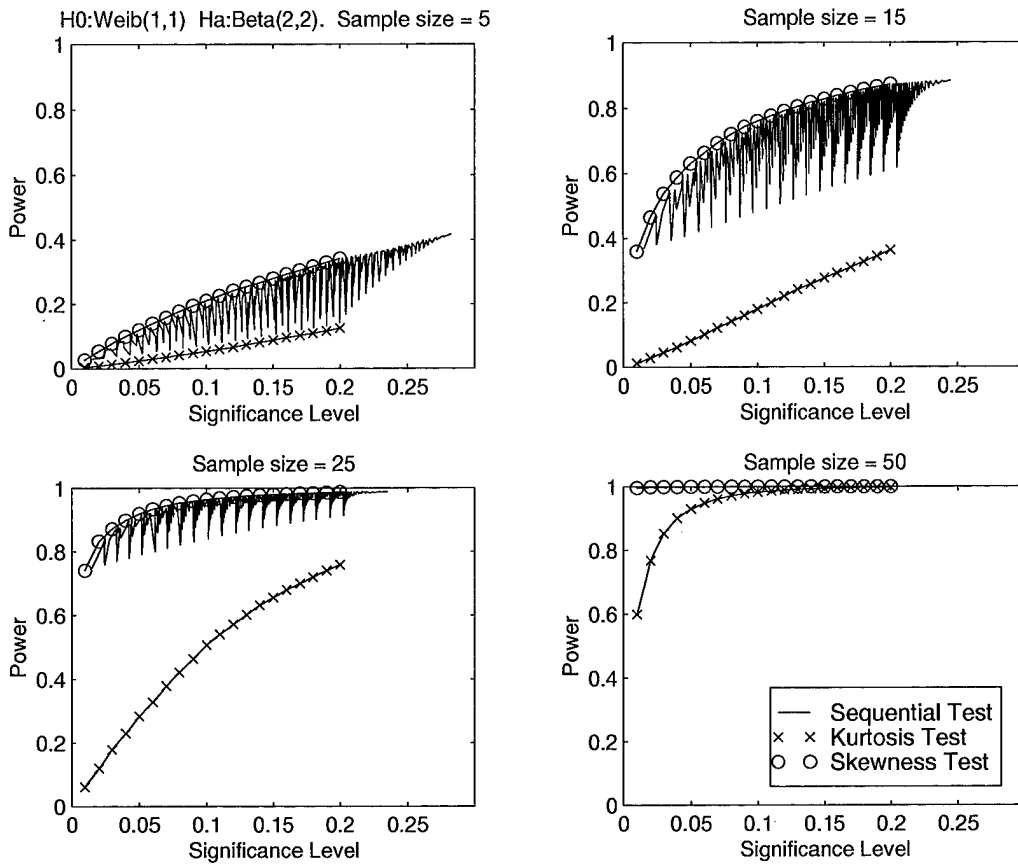 H0:Weib(1,1) Ha:Beta(2,2). Sample size = 5
1
0.8
0.6
0.4
0.2
0
Power
0 0.05 0.1 0.15 0.2 0.25
Significance Level
Sample size = 15
1
0.8
0.6
0.4
0.2
0
Power
0 0.05 0.1 0.15 0.2 0.25
Significance Level
Sample size = 25
1
0.8
0.6
0.4
0.2
0
Power
0 0.05 0.1 0.15 0.2 0.25
Significance Level
Sample size = 50
1
0.8
0.6
0.4
0.2
0
Power
0 0.05 0.1 0.15 0.2 0.25
Significance Level
Sequential Test
Kurtosis Test
Skewness Test